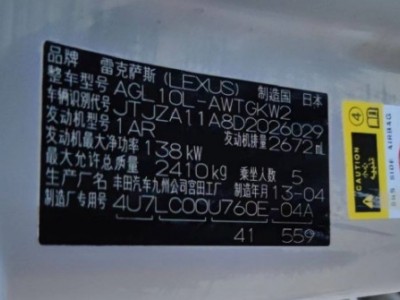 品牌 雷克萨斯(LEXUS) 制造国 日本
整车型号 AGL10L-AWTGKW2
车辆识别代号 JTJZA11A8D2026029
发动机型号 1AR 发动机排量 2672mL
发动机最大净功率 138kW
最大允许总质量 2410kg 乘坐人数 5
生产厂名 丰田汽车九州公司宫田工厂 制造年月 13-04
制造厂专用号 4U7LC00U760E-04A
41 559
CAUTION
SRS SIDE AIRBAG